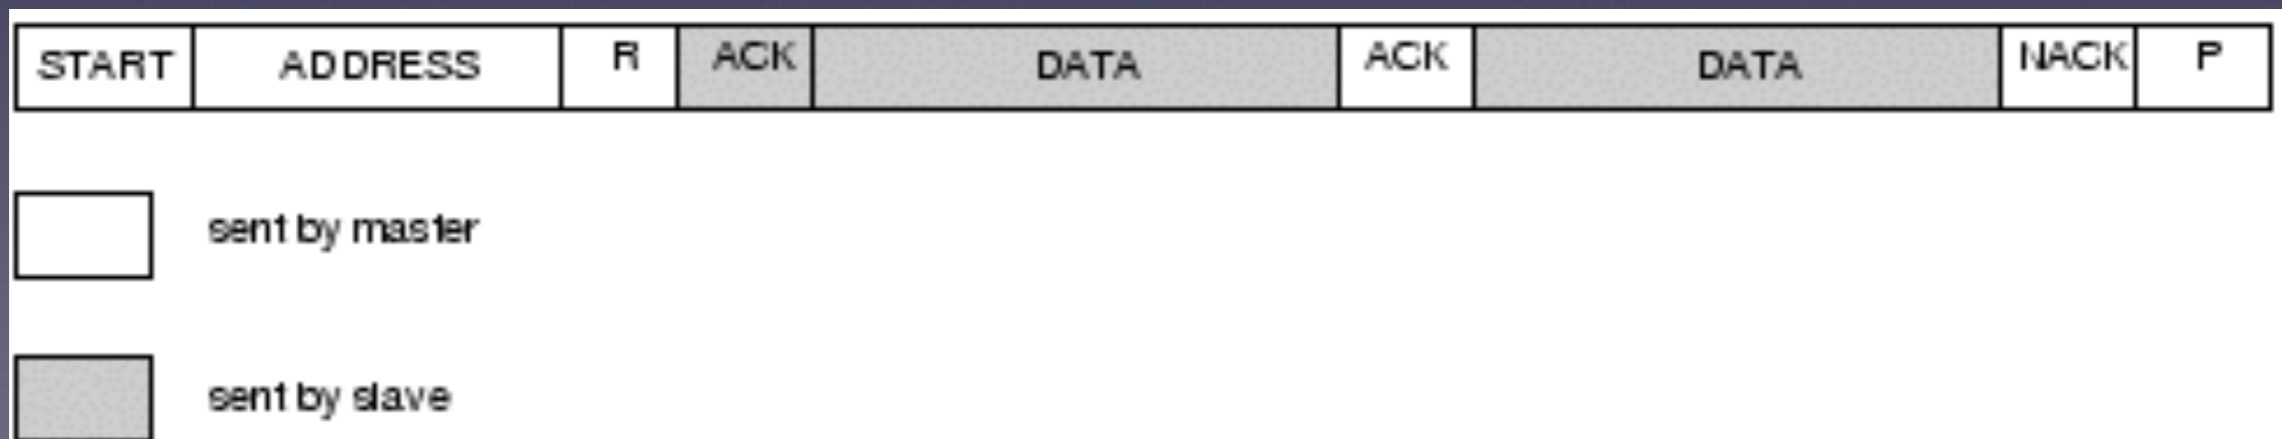 START ADDRESS R ACK DATA ACK DATA NACK P
sent by master
sent by slave